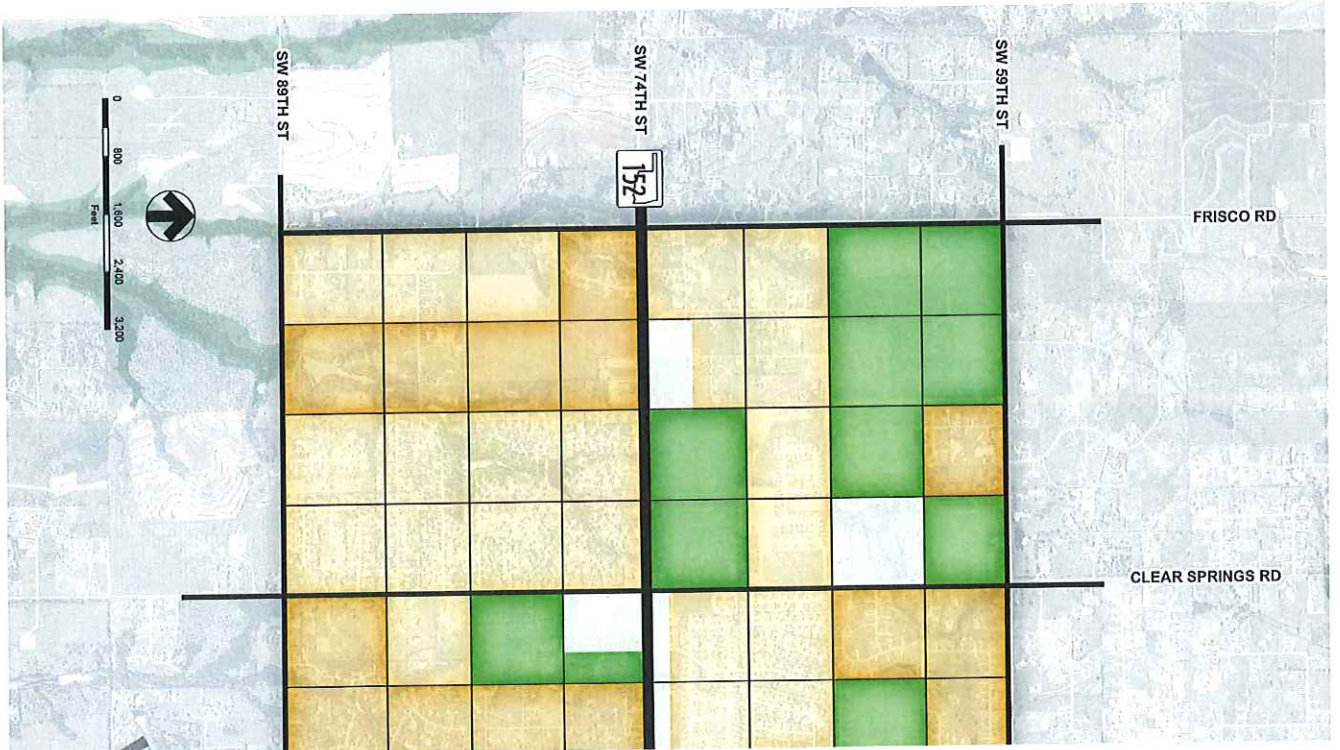 SW 89TH ST
SW 74TH ST
SW 59TH ST
0
800
1,600
2,400
3,200
Feet
152
FRISCO RD
CLEAR SPRINGS RD